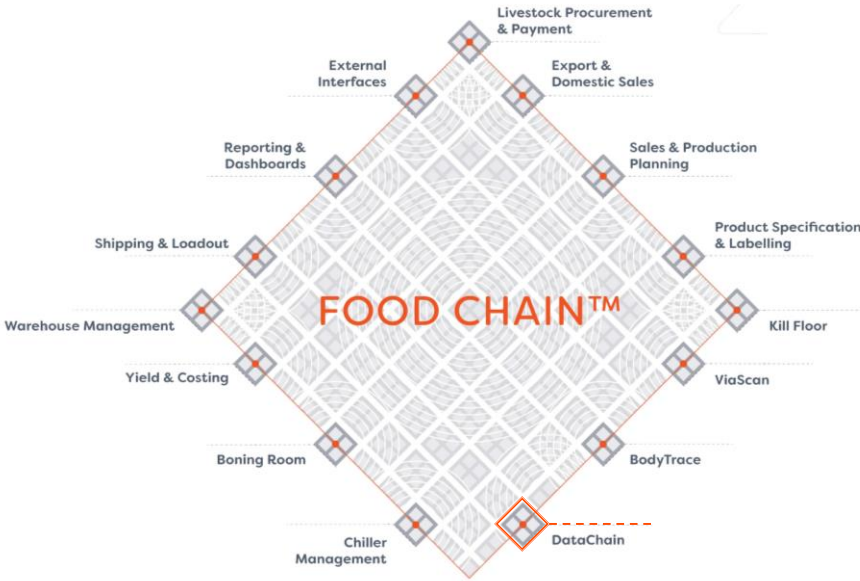 Livestock Procurement
& Payment
External
Interfaces
Export &
Domestic Sales
Reporting &
Dashboards
Sales & Production
Planning
Shipping & Loadout
Product Specification
& Labelling
FOOD CHAIN™
Warehouse Management
Kill Floor
Yield & Costing
ViaScan
Boning Room
BodyTrace
Chiller
Management
DataChain